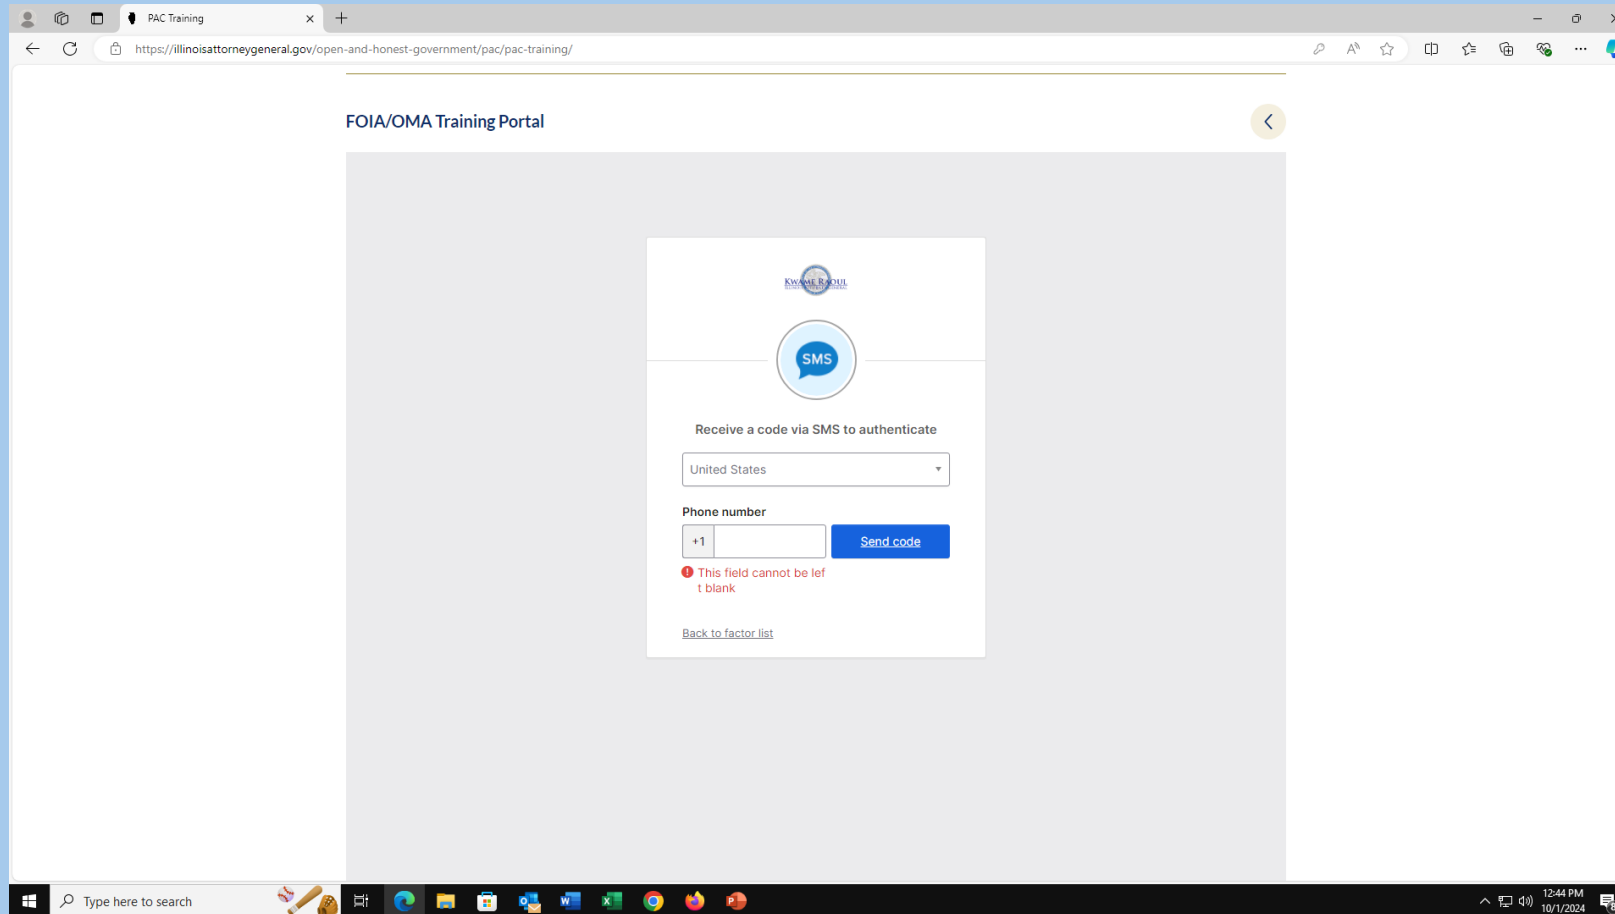 PAC Training
https://illinoisattorneygeneral.gov/open-and-honest-government/pac/pac-training/
FOIA/OMA Training Portal
KWAME RAOUL
SMS
Receive a code via SMS to authenticate
United States
Phone number
+1
Send code
This field cannot be lef
t blank
Back to factor list
Type here to search
12:44 PM
10/1/2024